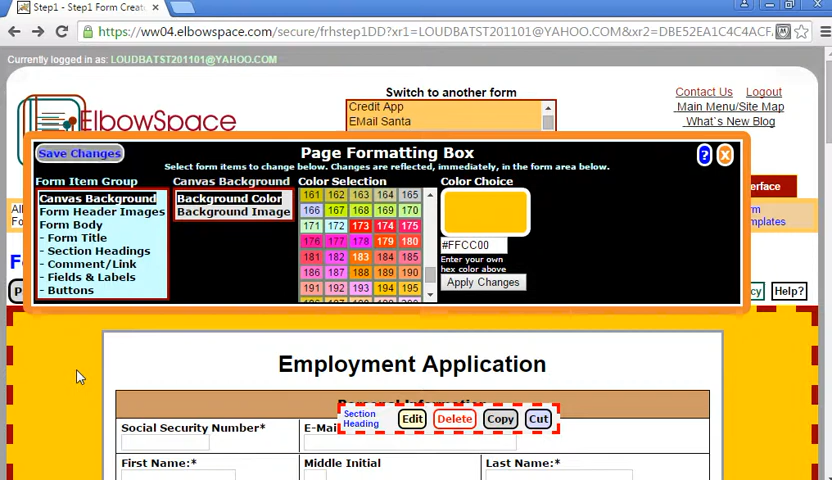 Step1 - Step1 Form Creat
https://ww04.elbowspace.com/secure/frhstep1DD?xr1=LOUDBATST201101@YAHOO.COM&xr2=DBE52EA1C4C4ACF
Currently logged in as: LOUDBATST201101@YAHOO.COM
Switch to another form
Contact Us Logout
Credit App
Main Menu/Site Map
EMail Santa
What`s New Blog
ElbowSpace
Save Changes
Page Formatting Box
? X
Select form items to change below. Changes are reflected, immediately, in the form area below.
Form Item Group
Canvas Background
Color Selection
Color Choice
Canvas Background
Form Header Images
Form Body
- Form Title
- Section Headings
- Comment/Link
- Fields & Labels
- Buttons
Background Color
Background Image
161 162 163 164 165
166 167 168 169 170
171 172 173 174 175
176 177 178 179 180
181 182 183 184 185
186 187 188 189 190
191 192 193 194 195
#FFCC00
Enter your own
hex color above
Apply Changes
erface
Help?
Employment Application
Personal Information
Section
Heading
Edit Delete Copy Cut
Social Security Number*
E-Mai
First Name:*
Middle Initial
Last Name:*